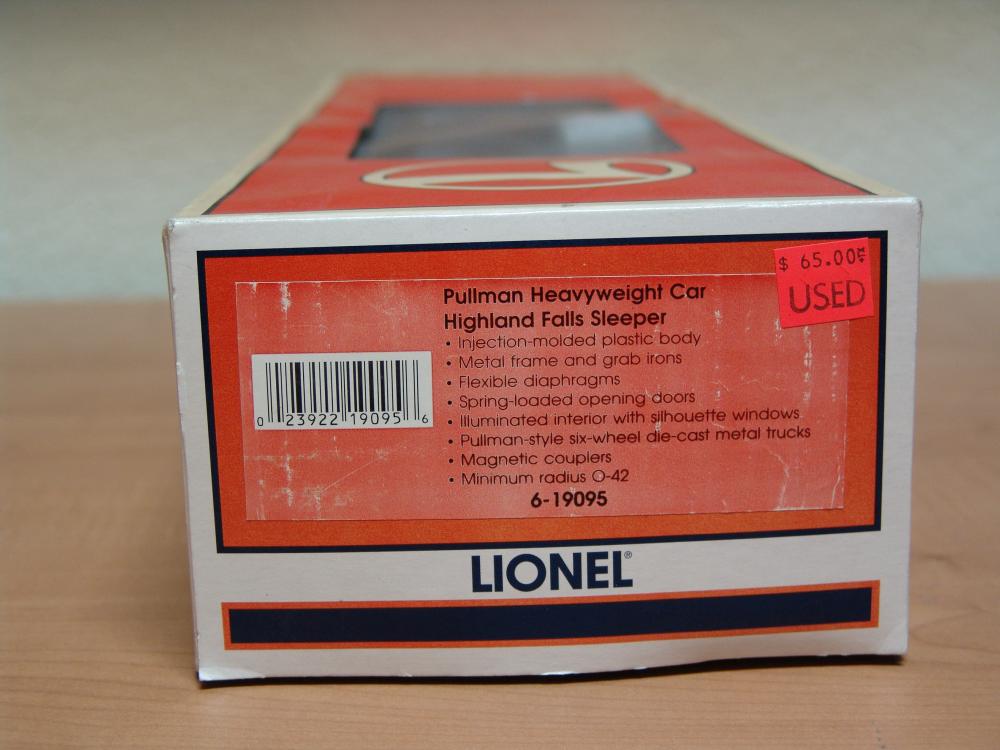 $ 65.00
USED
Pullman Heavyweight Car
Highland Falls Sleeper
• Injection-molded plastic body
• Metal frame and grab irons
• Flexible diaphragms
• Spring-loaded opening doors
• Illuminated interior with silhouette windows
• Pullman-style six-wheel die-cast metal trucks
• Magnetic couplers
• Minimum radius O-42
6-19095
0 23922 19095 6
LIONEL®